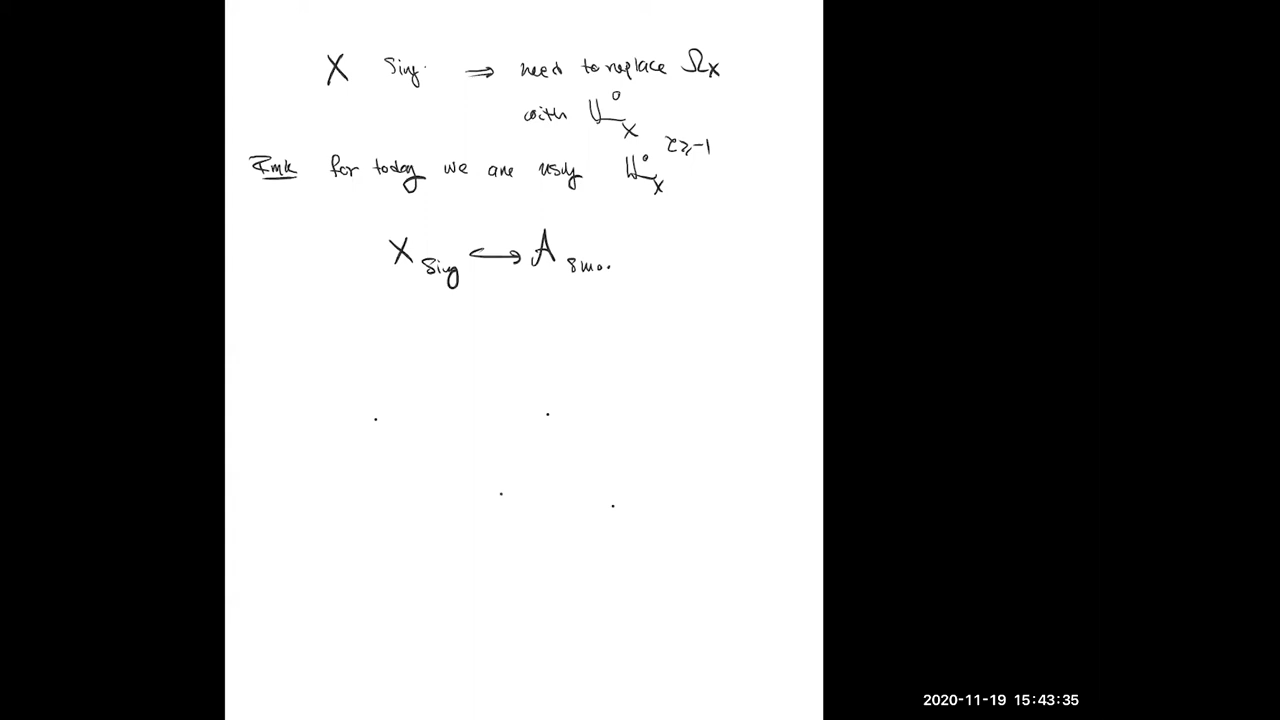 X Sing. ⇒ need to replace Ωₓ
with 𝕃°ₓ
Rmk for today we are using 𝕃°ₓ τ≥-1
X sing ↪ A smo.
2020-11-19 15:43:35